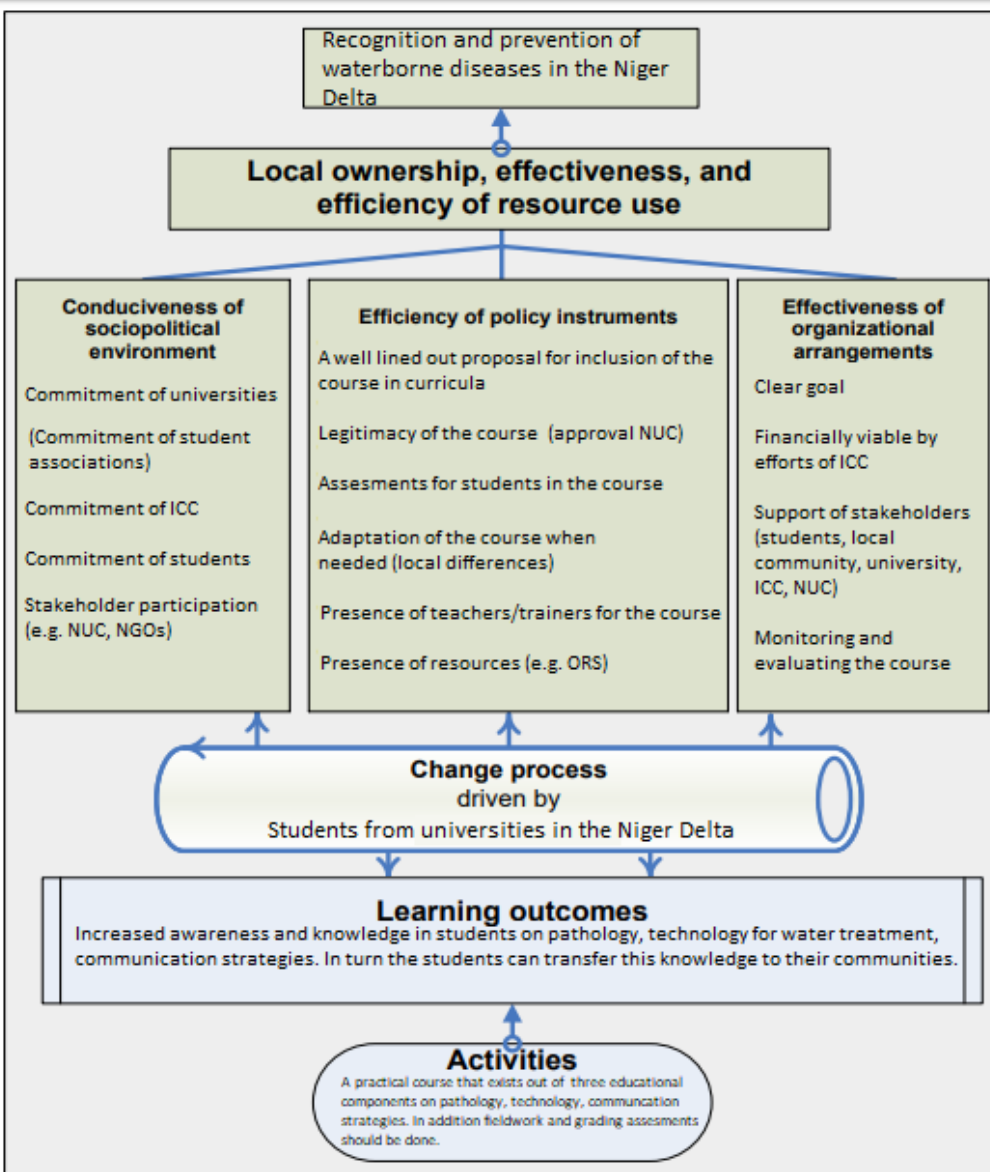 Recognition and prevention of
waterborne diseases in the Niger
Delta
Local ownership, effectiveness, and
efficiency of resource use
Conduciveness of
sociopolitical
environment
Commitment of universities
(Commitment of student
associations)
Commitment of ICC
Commitment of students
Stakeholder participation
(e.g. NUC, NGOs)
Efficiency of policy instruments
A well lined out proposal for inclusion of the
course in curricula
Legitimacy of the course (approval NUC)
Assesments for students in the course
Adaptation of the course when
needed (local differences)
Presence of teachers/trainers for the course
Presence of resources (e.g. ORS)
Effectiveness of
organizational
arrangements
Clear goal
Financially viable by
efforts of ICC
Support of stakeholders
(students, local
community, university,
ICC, NUC)
Monitoring and
evaluating the course
Change process
driven by
Students from universities in the Niger Delta
Learning outcomes
Increased awareness and knowledge in students on pathology, technology for water treatment,
communication strategies. In turn the students can transfer this knowledge to their communities.
Activities
A practical course that exists out of three educational
components on pathology, technology, communcation
strategies. In addition fieldwork and grading assesments
should be done.